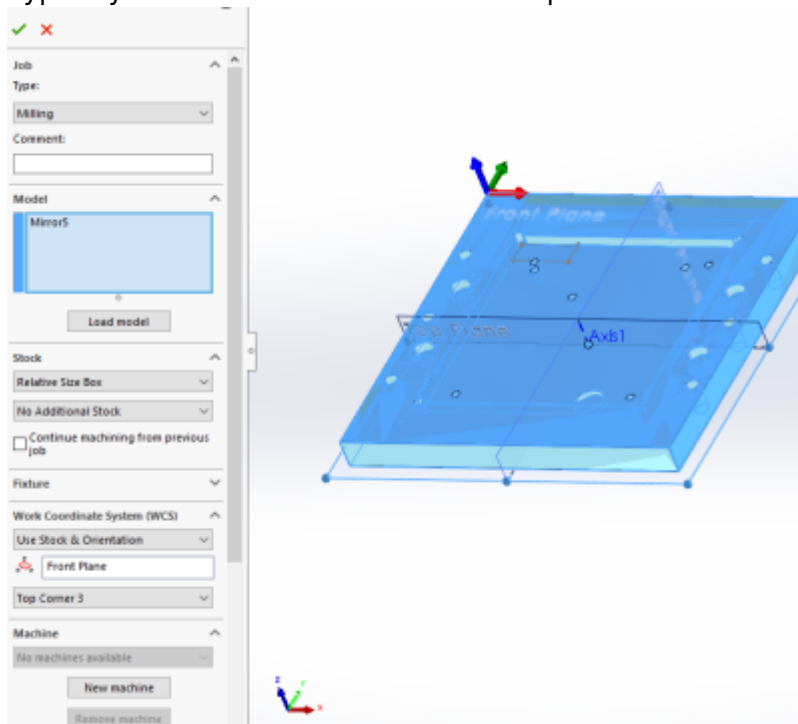 Job
Type:
Milling
Comment:
Model
Mirror5
Load model
Stock
Relative Size Box
No Additional Stock
Continue machining from previous
job
Fixture
Work Coordinate System (WCS)
Use Stock & Orientation
Front Plane
Top Corner 3
Machine
No machines available
New machine
Remove machine
Front Plane
Top Plane
Axis1
z
Y
x